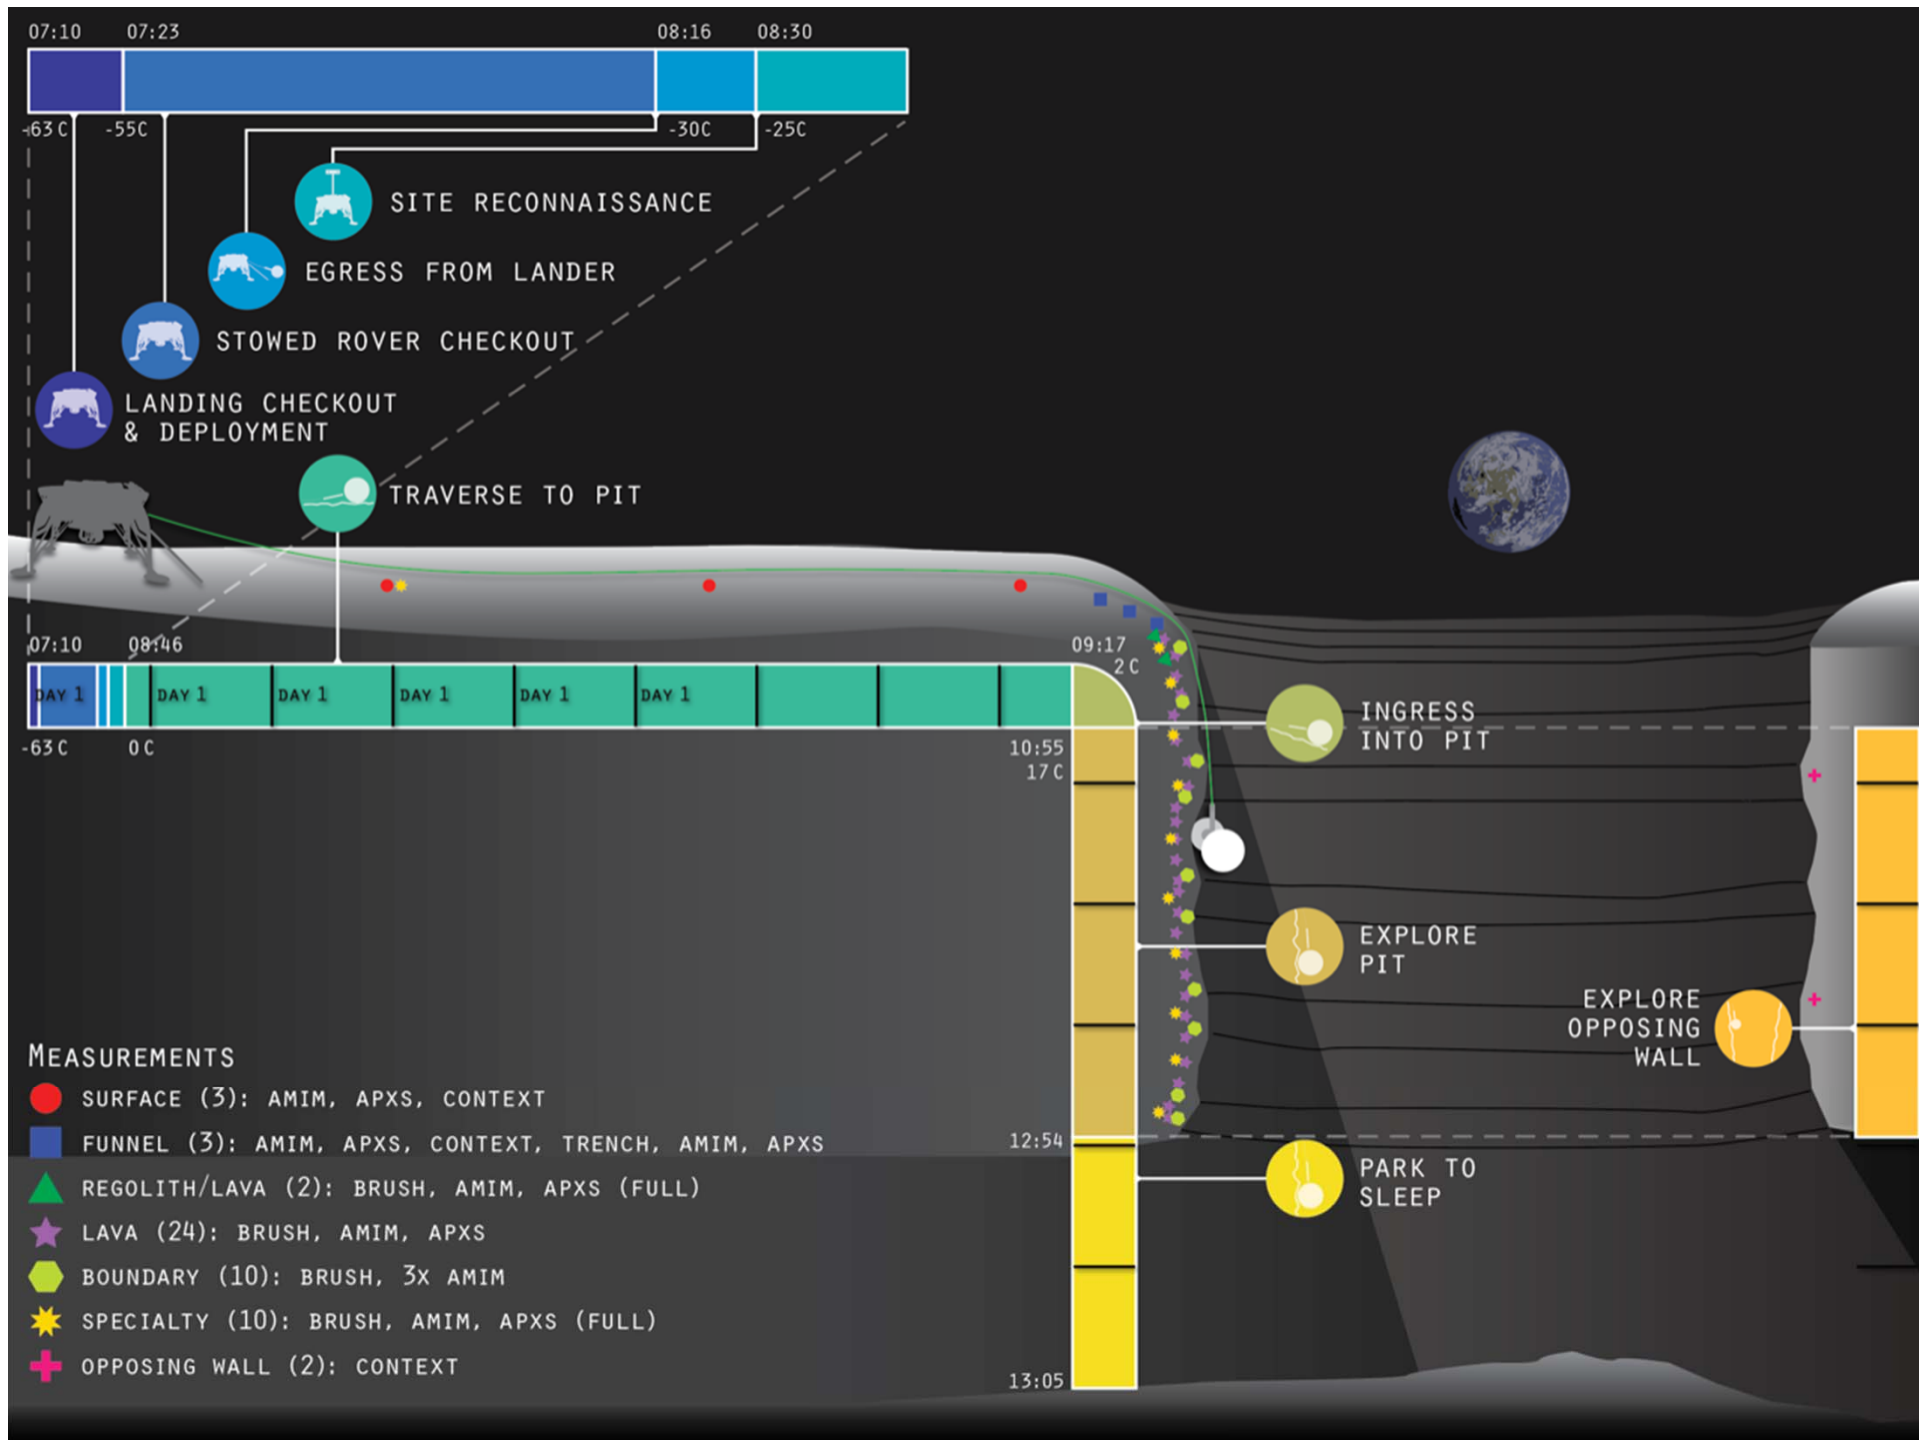 07:10 07:23 08:16 08:30
-63C -55C -30C -25C
SITE RECONNAISSANCE
EGRESS FROM LANDER
STOWED ROVER CHECKOUT
LANDING CHECKOUT
& DEPLOYMENT
TRAVERSE TO PIT
07:10 08:46 09:17
2C
DAY 1 DAY 1 DAY 1 DAY 1 DAY 1 DAY 1
-63C 0C 10:55
17C
INGRESS
INTO PIT
EXPLORE
PIT
EXPLORE
OPPOSING
WALL
12:54
PARK TO
SLEEP
13:05
MEASUREMENTS
SURFACE (3): AMIM, APXS, CONTEXT
FUNNEL (3): AMIM, APXS, CONTEXT, TRENCH, AMIM, APXS
REGOLITH/LAVA (2): BRUSH, AMIM, APXS (FULL)
LAVA (24): BRUSH, AMIM, APXS
BOUNDARY (10): BRUSH, 3X AMIM
SPECIALTY (10): BRUSH, AMIM, APXS (FULL)
OPPOSING WALL (2): CONTEXT